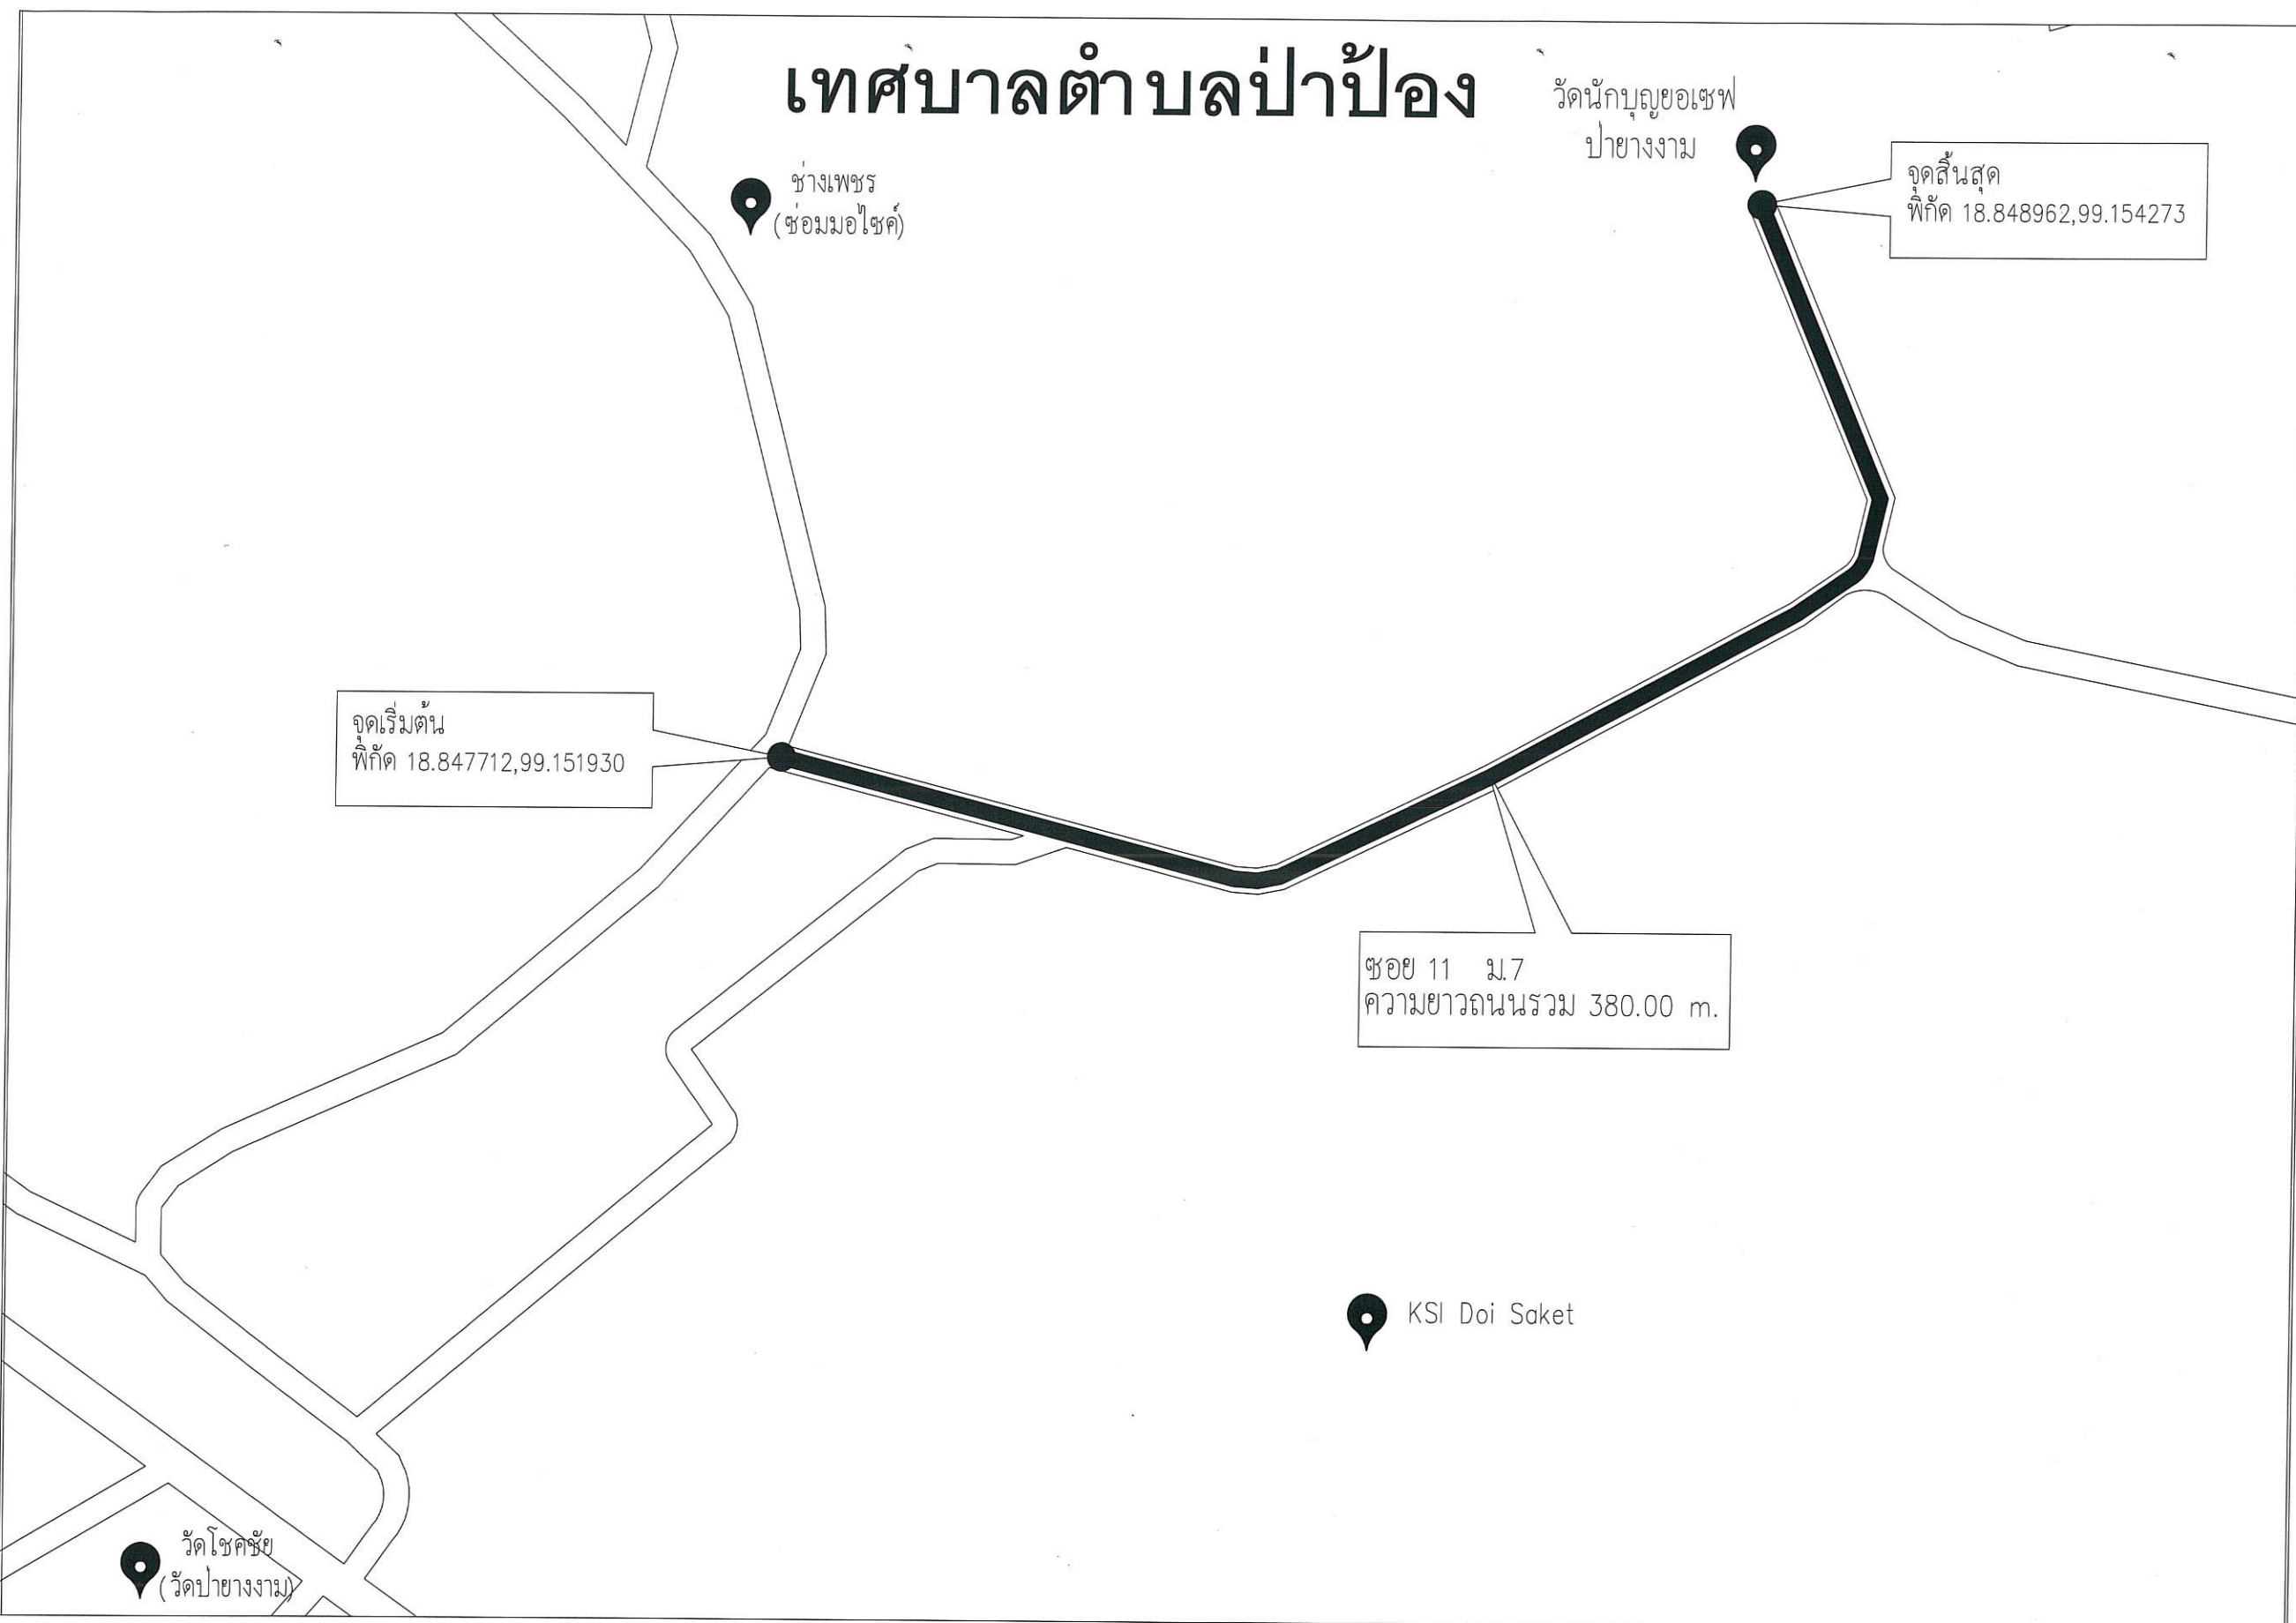 เทศบาลตำบลป่าป้อง
วัดนักบุญยอเซฟ
ป่ายางงาม
จุดสิ้นสุด
พิกัด 18.848962,99.154273
ช่างเพชร
(ซ่อมมอไซค์)
จุดเริ่มต้น
พิกัด 18.847712,99.151930
ซอย 11 ม.7
ความยาวถนนรวม 380.00 m.
KSI Doi Saket
วัดโชคชัย
(วัดป่ายางงาม)